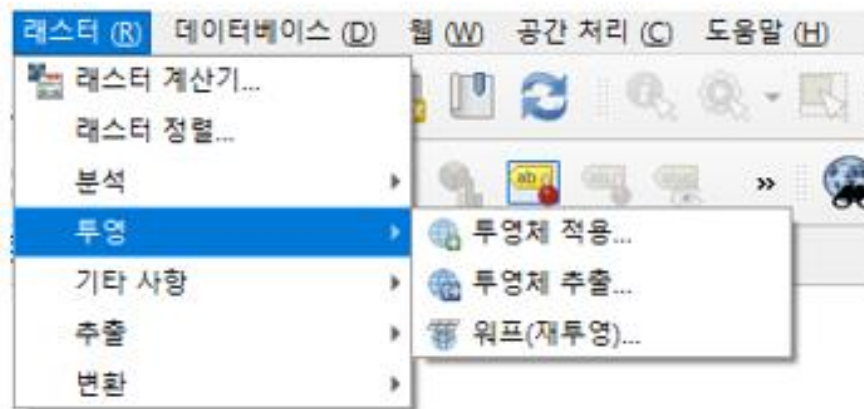 래스터 (R) 데이터베이스 (D) 웹 (W) 공간 처리 (C) 도움말 (H)
래스터 계산기...
래스터 정렬...
분석
투영
투영체 적용...
투영체 추출...
워프(재투영)...
기타 사항
추출
변환